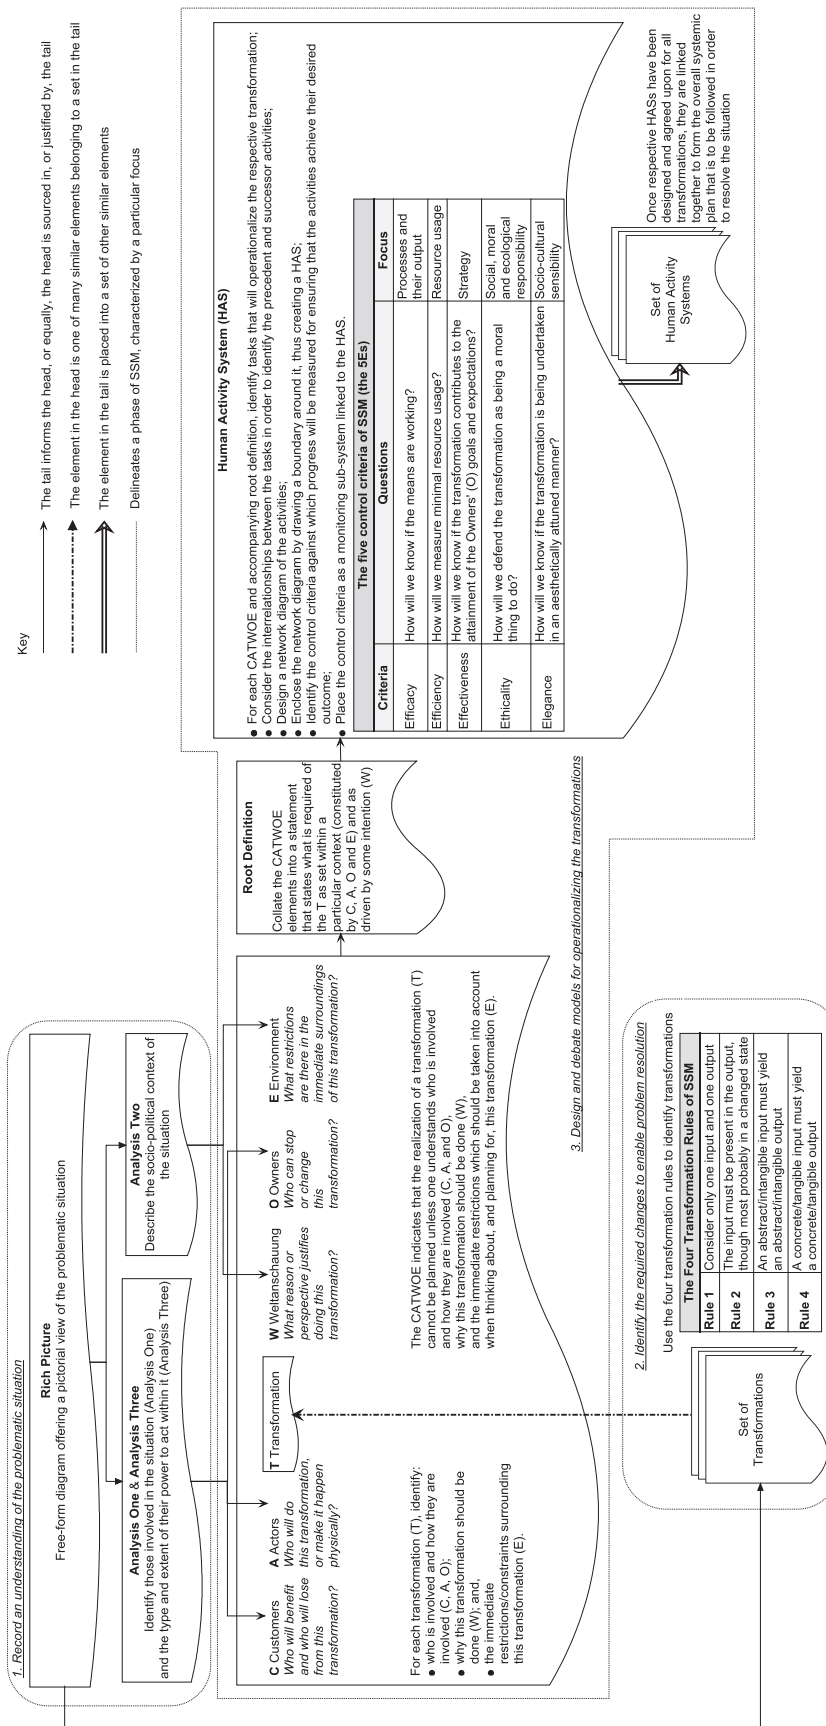 Key
The tail informs the head, or equally, the head is sourced in, or justified by, the tail
The element in the head is one of many similar elements belonging to a set in the tail
The element in the tail is placed into a set of other similar elements
Delineates a phase of SSM, characterized by a particular focus
1. Record an understanding of the problematic situation
Rich Picture
Free-form diagram offering a pictorial view of the problematic situation
Analysis One & Analysis Three
Identify those involved in the situation (Analysis One)
and the type and extent of their power to act within it (Analysis Three)
Analysis Two
Describe the socio-political context of
the situation
C Customers
Who will benefit
and who will lose
from this
transformation?
A Actors
Who will do
this transformation,
or make it happen
physically?
T Transformation
W Weltanschauung
What reason or
perspective justifies
doing this
transformation?
O Owners
Who can stop
or change
this
transformation?
E Environment
What restrictions
are there in the
immediate surroundings
of this transformation?
For each transformation (T), identify:
● who is involved and how they are
involved (C, A, O);
● why this transformation should be
done (W); and,
● the immediate
restrictions/constraints surrounding
this transformation (E).
The CATWOE indicates that the realization of a transformation (T)
cannot be planned unless one understands who is involved
and how they are involved (C, A, and O),
why this transformation should be done (W),
and the immediate restrictions which should be taken into account
when thinking about, and planning for, this transformation (E).
Root Definition
Collate the CATWOE
elements into a statement
that states what is required of
the T as set within a
particular context (constituted
by C, A, O and E) and as
driven by some intention (W)
Human Activity System (HAS)
● For each CATWOE and accompanying root definition, identify tasks that will operationalize the respective transformation;
● Consider the interrelationships between the tasks in order to identify the precedent and successor activities;
● Design a network diagram of the activities;
● Enclose the network diagram by drawing a boundary around it, thus creating a HAS;
● Identify the control criteria against which progress will be measured for ensuring that the activities achieve their desired
outcome;
● Place the control criteria as a monitoring sub-system linked to the HAS.
The five control criteria of SSM (the 5Es)
Criteria Questions Focus
Efficacy How will we know if the means are working? Processes and
their output
Efficiency How will we measure minimal resource usage? Resource usage
Effectiveness How will we know if the transformation contributes to the
attainment of the Owners' (O) goals and expectations? Strategy
Ethicality How will we defend the transformation as being a moral
thing to do? Social, moral
and ecological
responsibility
Elegance How will we know if the transformation is being undertaken
in an aesthetically attuned manner? Socio-cultural
sensibility
Set of
Human Activity
Systems
Once respective HASs have been
designed and agreed upon for all
transformations, they are linked
together to form the overall systemic
plan that is to be followed in order
to resolve the situation
3. Design and debate models for operationalizing the transformations
2. Identify the required changes to enable problem resolution
Use the four transformation rules to identify transformations
Set of
Transformations
The Four Transformation Rules of SSM
Rule 1 Consider only one input and one output
Rule 2 The input must be present in the output,
though most probably in a changed state
Rule 3 An abstract/intangible input must yield
an abstract/intangible output
Rule 4 A concrete/tangible input must yield
a concrete/tangible output